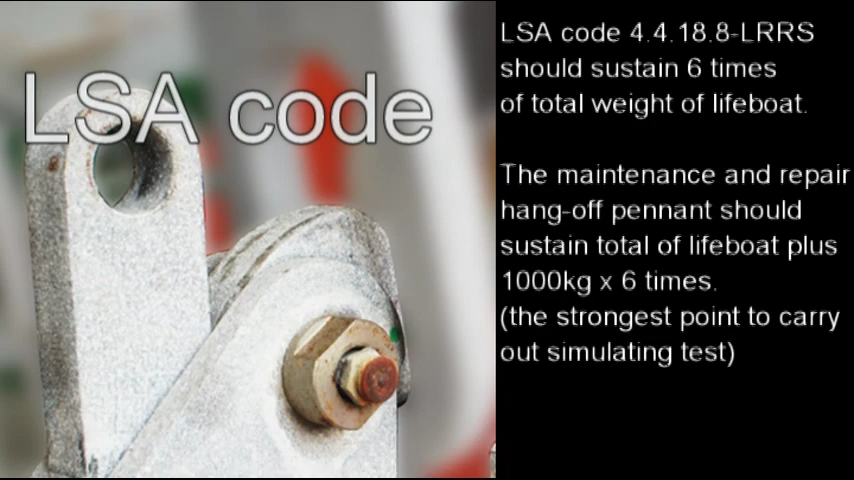 LSA code
LSA code 4.4.18.8-LRRS
should sustain 6 times
of total weight of lifeboat.
The maintenance and repair
hang-off pennant should
sustain total of lifeboat plus
1000kg x 6 times.
(the strongest point to carry
out simulating test)